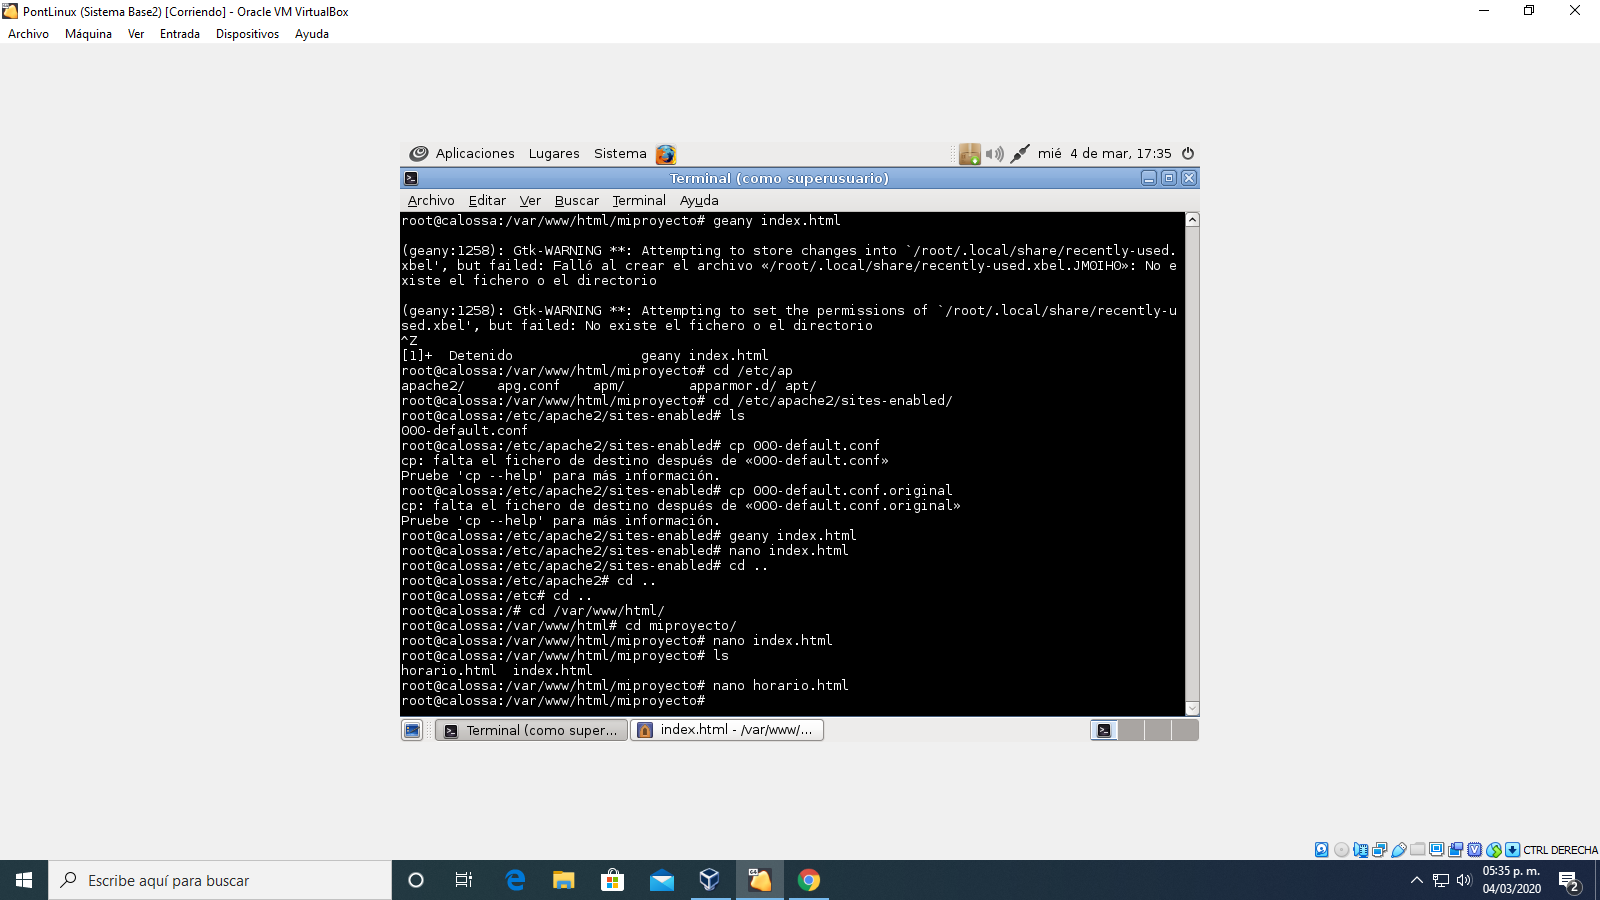 PontLinux (Sistema Base2) [Corriendo] - Oracle VM VirtualBox
Archivo Máquina Ver Entrada Dispositivos Ayuda
Aplicaciones Lugares Sistema mié 4 de mar, 17:35
Terminal (como superusuario)
Archivo Editar Ver Buscar Terminal Ayuda
root@calossa:/var/www/html/miproyecto# geany index.html
(geany:1258): Gtk-WARNING **: Attempting to store changes into `/root/.local/share/recently-used.
xbel', but failed: Falló al crear el archivo «/root/.local/share/recently-used.xbel.JMOIHO»: No e
xiste el fichero o el directorio
(geany:1258): Gtk-WARNING **: Attempting to set the permissions of `/root/.local/share/recently-u
sed.xbel', but failed: No existe el fichero o el directorio
^Z
[1]+  Detenido                geany index.html
root@calossa:/var/www/html/miproyecto# cd /etc/ap
apache2/    apg.conf    apm/        apparmor.d/ apt/
root@calossa:/var/www/html/miproyecto# cd /etc/apache2/sites-enabled/
root@calossa:/etc/apache2/sites-enabled# ls
000-default.conf
root@calossa:/etc/apache2/sites-enabled# cp 000-default.conf
cp: falta el fichero de destino después de «000-default.conf»
Pruebe 'cp --help' para más información.
root@calossa:/etc/apache2/sites-enabled# cp 000-default.conf.original
cp: falta el fichero de destino después de «000-default.conf.original»
Pruebe 'cp --help' para más información.
root@calossa:/etc/apache2/sites-enabled# geany index.html
root@calossa:/etc/apache2/sites-enabled# nano index.html
root@calossa:/etc/apache2/sites-enabled# cd ..
root@calossa:/etc/apache2# cd ..
root@calossa:/etc# cd ..
root@calossa:/# cd /var/www/html/
root@calossa:/var/www/html# cd miproyecto/
root@calossa:/var/www/html/miproyecto# nano index.html
root@calossa:/var/www/html/miproyecto# ls
horario.html  index.html
root@calossa:/var/www/html/miproyecto# nano horario.html
root@calossa:/var/www/html/miproyecto#
Terminal (como super... index.html - /var/www/...
CTRL DERECHA
Escribe aquí para buscar
05:35 p. m.
04/03/2020
2